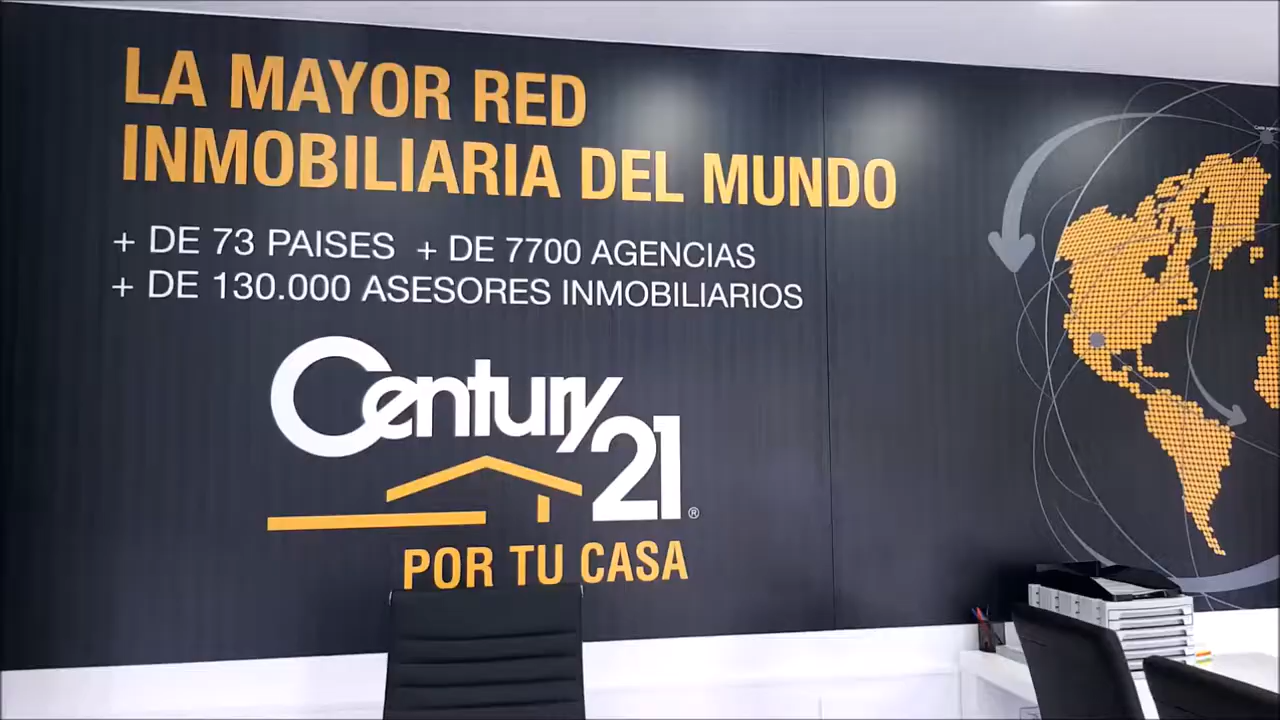 LA MAYOR RED
INMOBILIARIA DEL MUNDO
+ DE 73 PAISES + DE 7700 AGENCIAS
+ DE 130.000 ASESORES INMOBILIARIOS
Century 21®
POR TU CASA